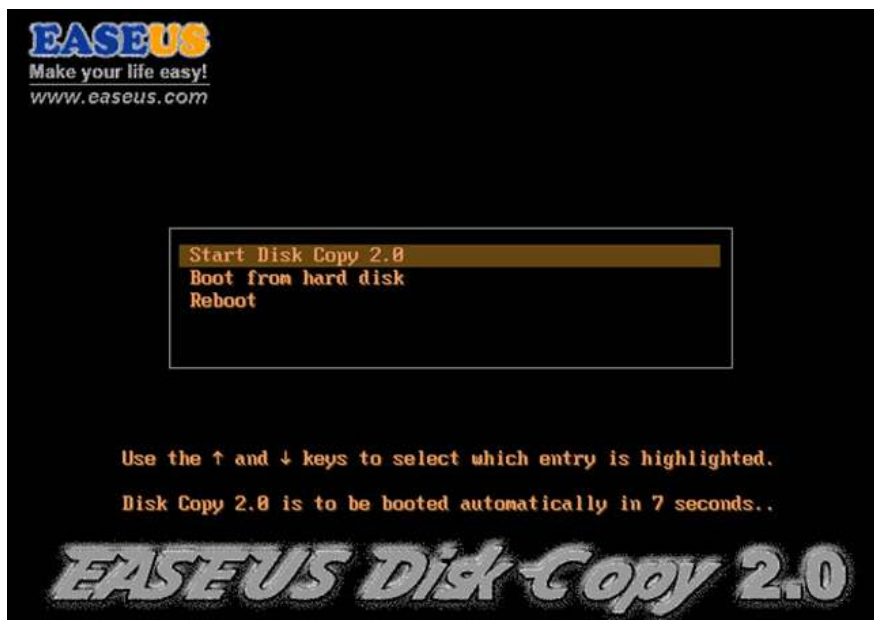 EASEUS
Make your life easy!
www.easeus.com
Start Disk Copy 2.0
Boot from hard disk
Reboot
Use the ↑ and ↓ keys to select which entry is highlighted.
Disk Copy 2.0 is to be booted automatically in 7 seconds..
EASEUS Disk Copy 2.0